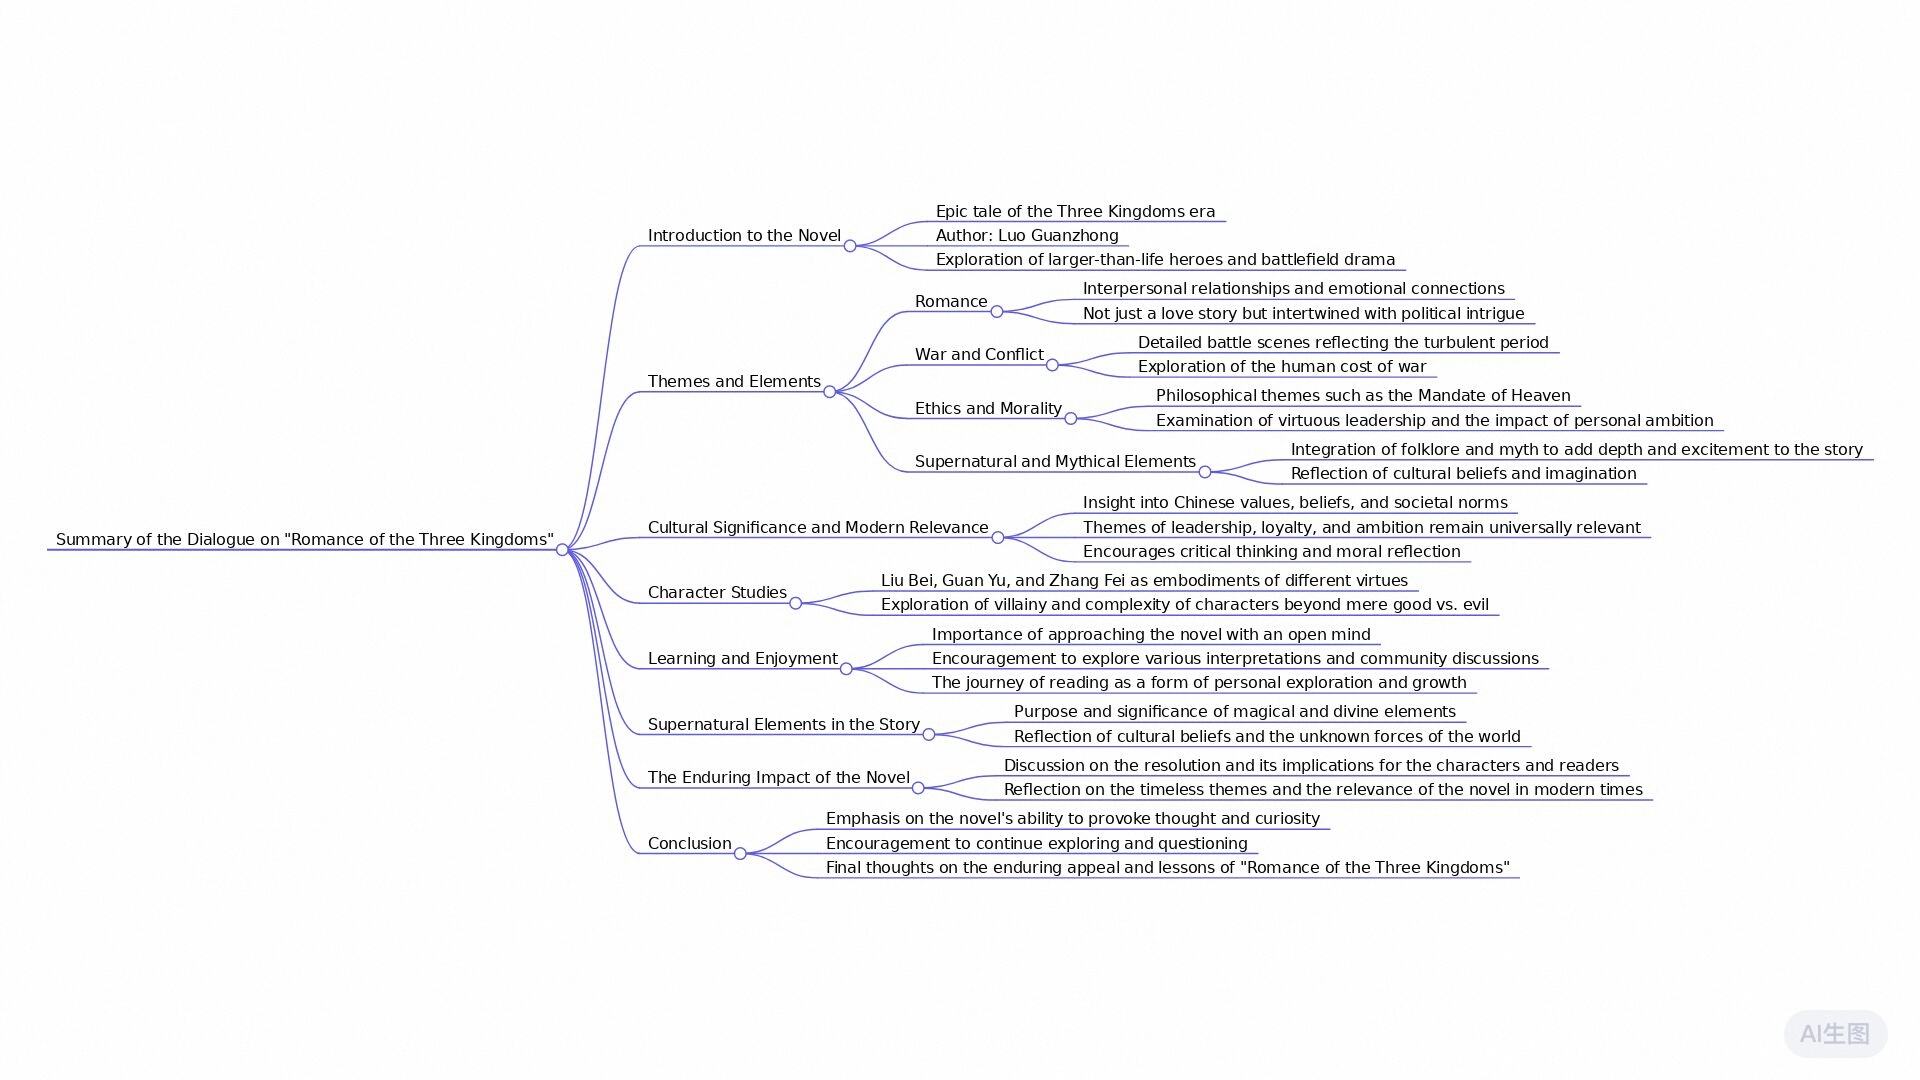 Summary of the Dialogue on "Romance of the Three Kingdoms"
Introduction to the Novel
Epic tale of the Three Kingdoms era
Author: Luo Guanzhong
Exploration of larger-than-life heroes and battlefield drama
Themes and Elements
Romance
Interpersonal relationships and emotional connections
Not just a love story but intertwined with political intrigue
War and Conflict
Detailed battle scenes reflecting the turbulent period
Exploration of the human cost of war
Ethics and Morality
Philosophical themes such as the Mandate of Heaven
Examination of virtuous leadership and the impact of personal ambition
Supernatural and Mythical Elements
Integration of folklore and myth to add depth and excitement to the story
Reflection of cultural beliefs and imagination
Cultural Significance and Modern Relevance
Insight into Chinese values, beliefs, and societal norms
Themes of leadership, loyalty, and ambition remain universally relevant
Encourages critical thinking and moral reflection
Character Studies
Liu Bei, Guan Yu, and Zhang Fei as embodiments of different virtues
Exploration of villainy and complexity of characters beyond mere good vs. evil
Learning and Enjoyment
Importance of approaching the novel with an open mind
Encouragement to explore various interpretations and community discussions
The journey of reading as a form of personal exploration and growth
Supernatural Elements in the Story
Purpose and significance of magical and divine elements
Reflection of cultural beliefs and the unknown forces of the world
The Enduring Impact of the Novel
Discussion on the resolution and its implications for the characters and readers
Reflection on the timeless themes and the relevance of the novel in modern times
Conclusion
Emphasis on the novel's ability to provoke thought and curiosity
Encouragement to continue exploring and questioning
Final thoughts on the enduring appeal and lessons of "Romance of the Three Kingdoms"
AI生图